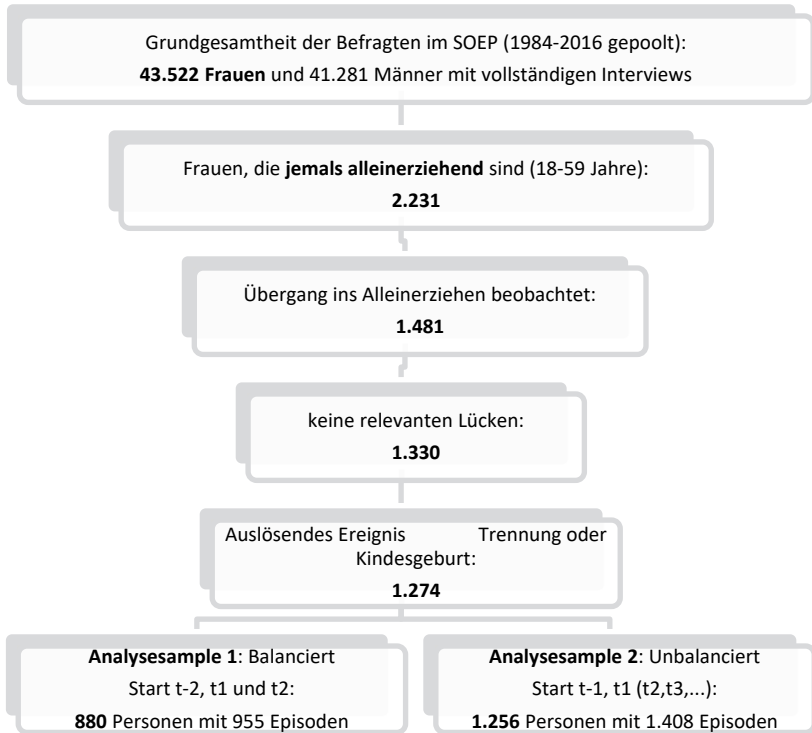 Grundgesamtheit der Befragten im SOEP (1984-2016 gepoolt):
43.522 Frauen und 41.281 Männer mit vollständigen Interviews
Frauen, die jemals alleinerziehend sind (18-59 Jahre):
2.231
Übergang ins Alleinerziehen beobachtet:
1.481
keine relevanten Lücken:
1.330
Auslösendes Ereignis Trennung oder
Kindesgeburt:
1.274
Analysesample 1: Balanciert
Start t-2, t1 und t2:
880 Personen mit 955 Episoden
Analysesample 2: Unbalanciert
Start t-1, t1 (t2,t3,...):
1.256 Personen mit 1.408 Episoden